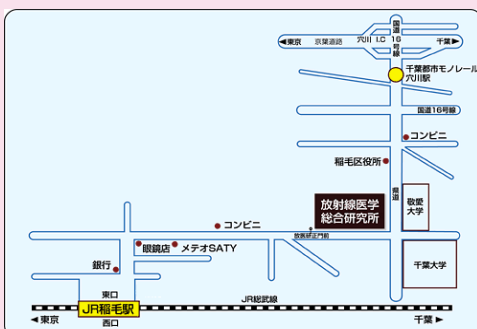 国道16号線
穴川 I.C
◀東京
京葉道路
千葉▶
千葉都市モノレール
穴川駅
国道16号線
コンビニ
稲毛区役所
県道
敬愛
大学
放射線医学
総合研究所
放医研正門前
コンビニ
眼鏡店
メテオSATY
千葉大学
銀行
東口
JR稲毛駅
西口
JR総武線
◀東京
千葉▶